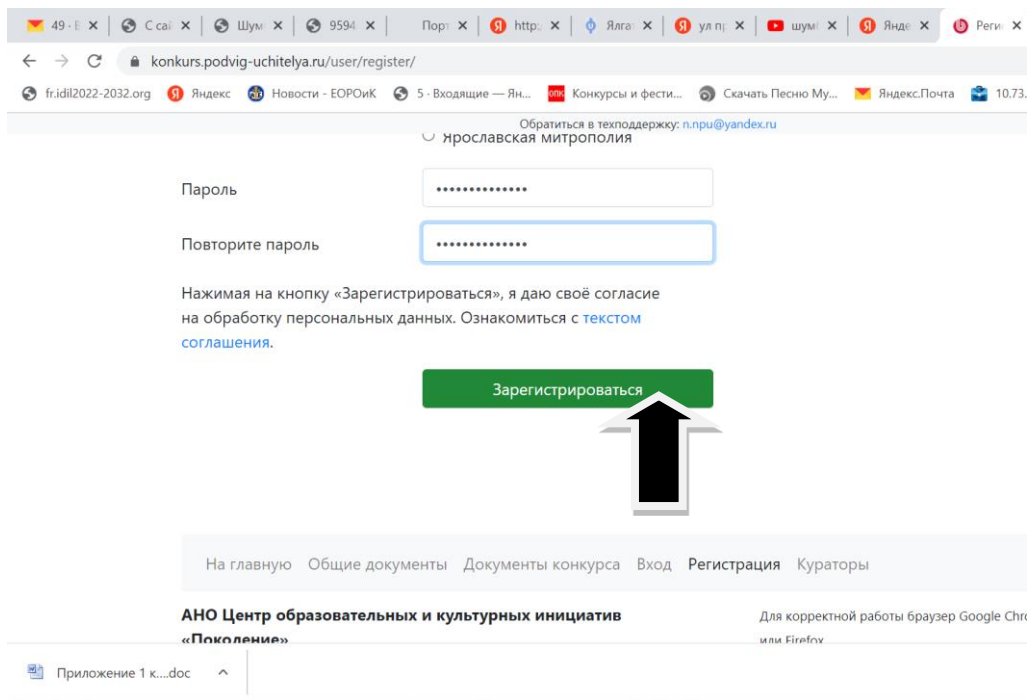 49 · Шум 9594 http: Ялга ул пр шум Янде Реги
konkurs.podvig-uchitelya.ru/user/register/
fr.idil2022-2032.org Яндекс Новости - ЕОРОиК 5 · Входящие — Ян... опк Конкурсы и фести... Скачать Песню Му... Яндекс.Почта 10.73.
Обратиться в техподдержку: n.npu@yandex.ru
Ярославская митрополия
Пароль
Повторите пароль
Нажимая на кнопку «Зарегистрироваться», я даю своё согласие
на обработку персональных данных. Ознакомиться с текстом
соглашения.
Зарегистрироваться
На главную Общие документы Документы конкурса Вход Регистрация Кураторы
АНО Центр образовательных и культурных инициатив
«Поколение»
Для корректной работы браузер Google Chro
или Firefox
Приложение 1 к....doc